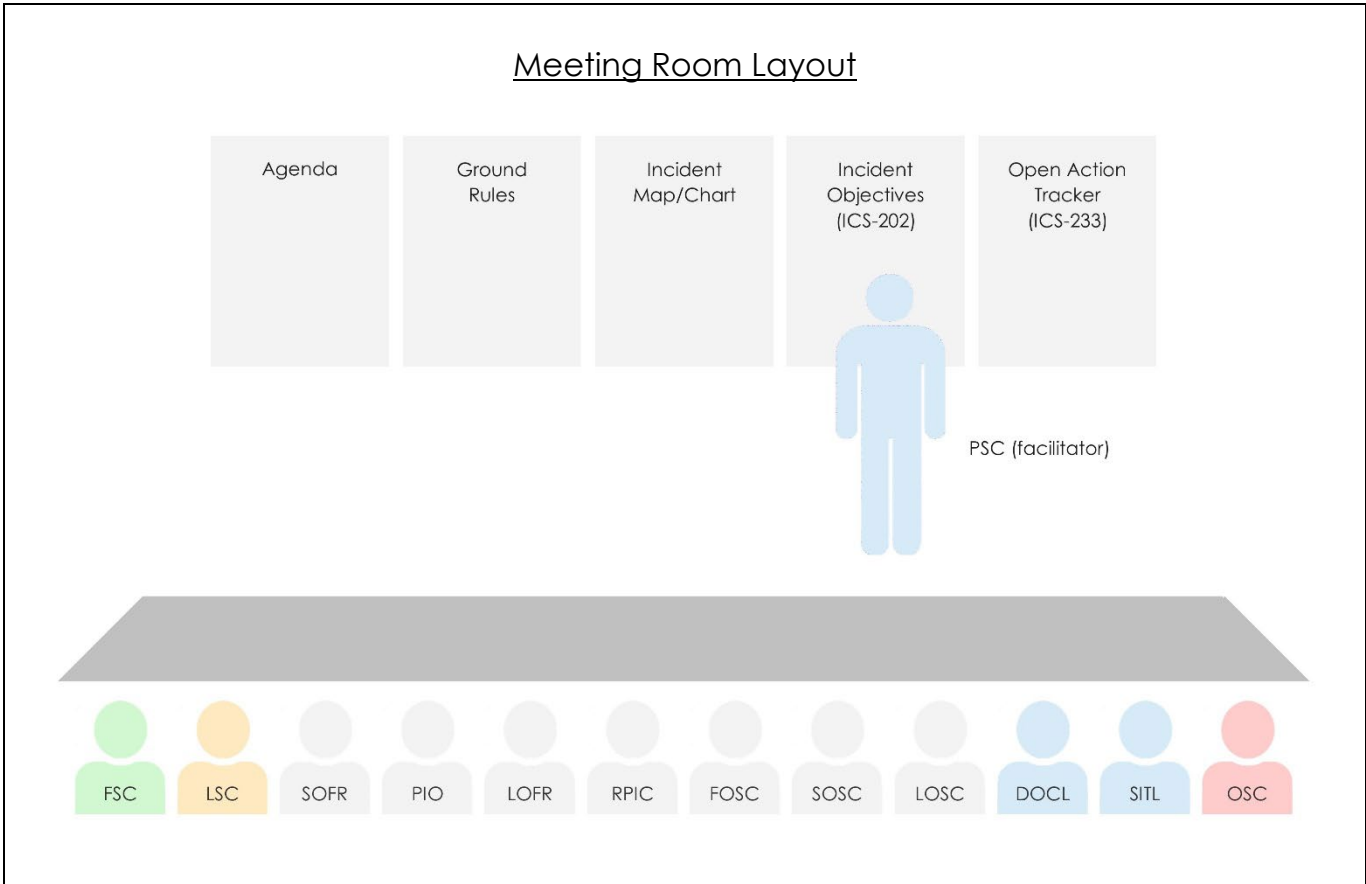 Meeting Room Layout
Agenda
Ground
Rules
Incident
Map/Chart
Incident
Objectives
(ICS-202)
Open Action
Tracker
(ICS-233)
PSC (facilitator)
FSC
LSC
SOFR
PIO
LOFR
RPIC
FOSC
SOSC
LOSC
DOCL
SITL
OSC